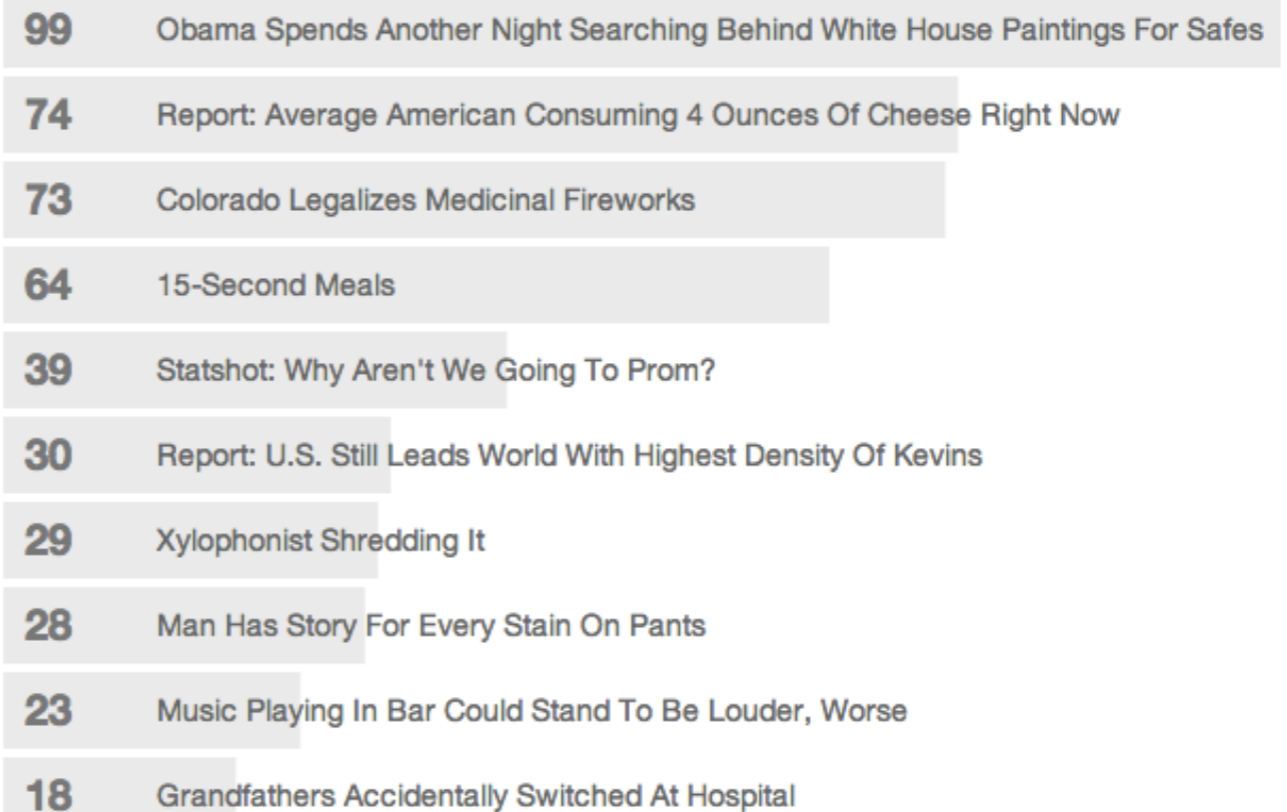 99 Obama Spends Another Night Searching Behind White House Paintings For Safes
74 Report: Average American Consuming 4 Ounces Of Cheese Right Now
73 Colorado Legalizes Medicinal Fireworks
64 15-Second Meals
39 Statshot: Why Aren't We Going To Prom?
30 Report: U.S. Still Leads World With Highest Density Of Kevins
29 Xylophonist Shredding It
28 Man Has Story For Every Stain On Pants
23 Music Playing In Bar Could Stand To Be Louder, Worse
18 Grandfathers Accidentally Switched At Hospital